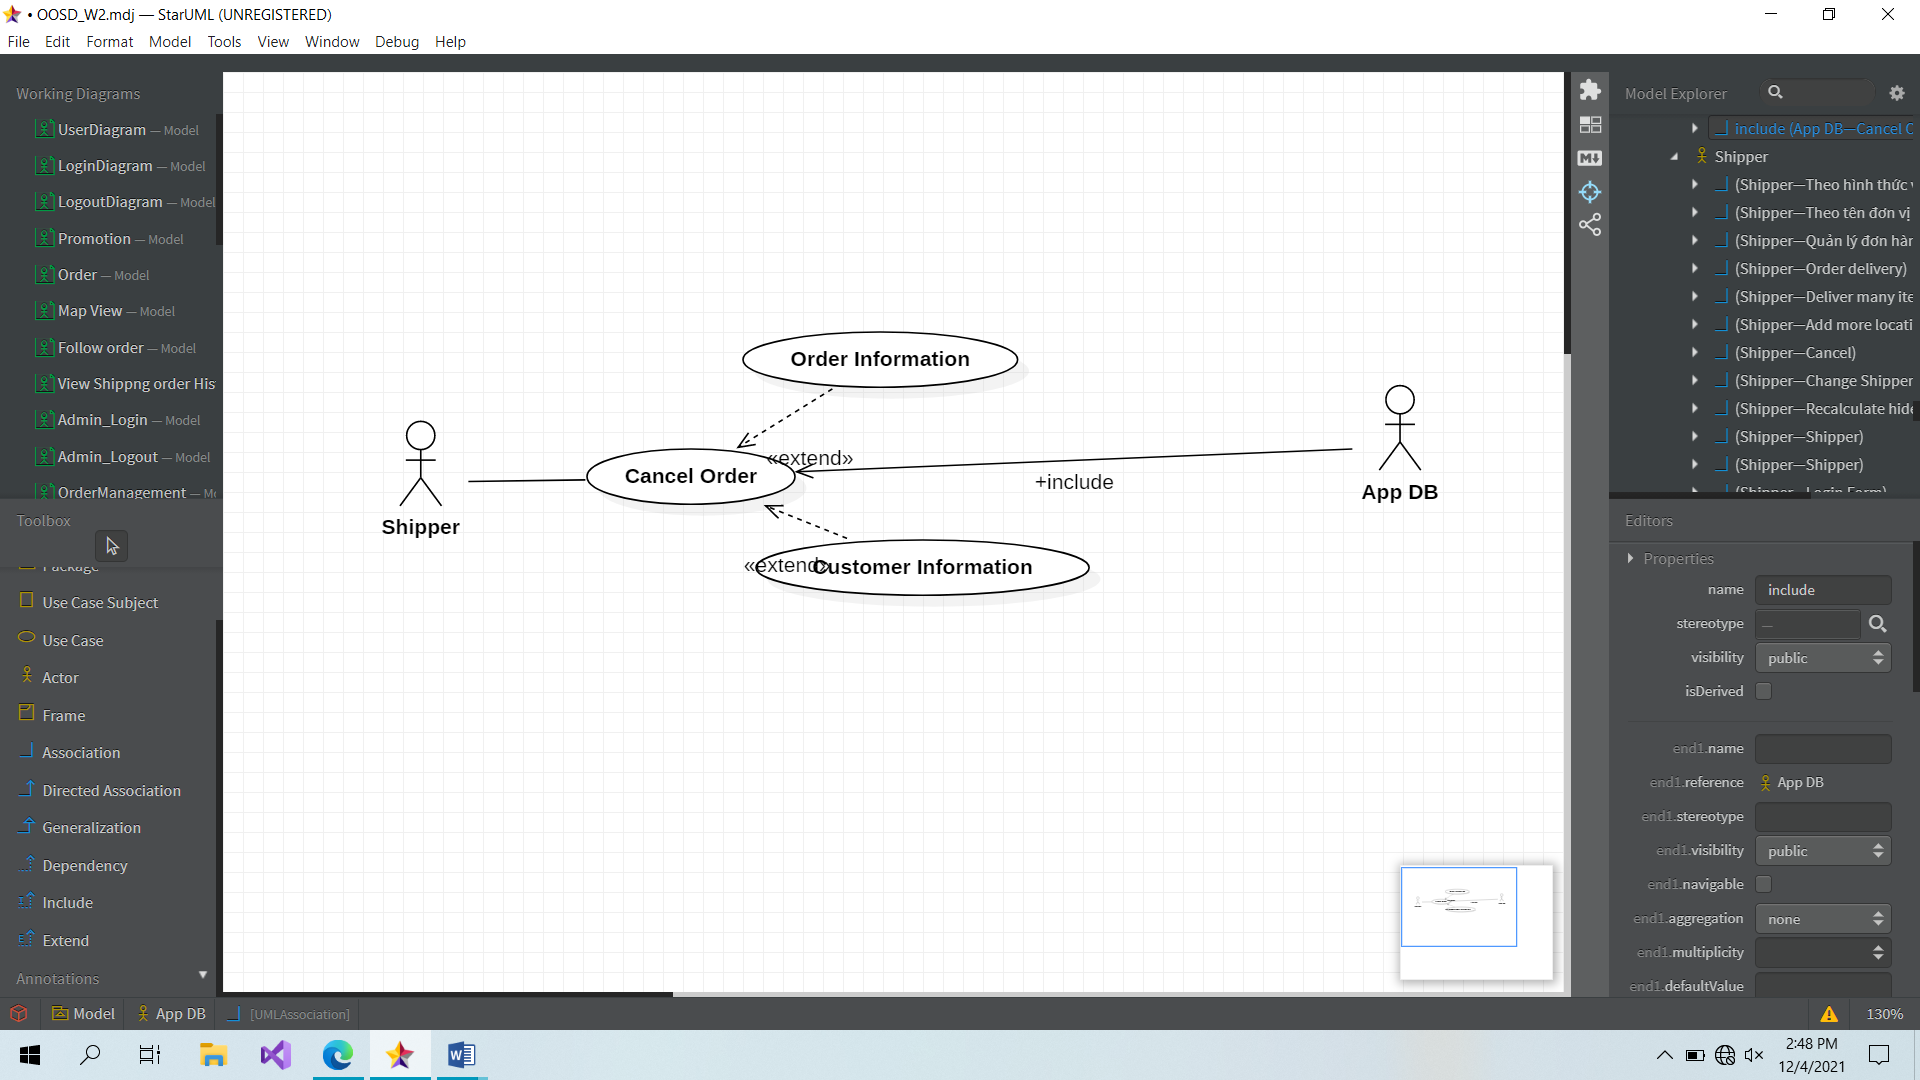 • OOSD_W2.mdj — StarUML (UNREGISTERED)
File Edit Format Model Tools View Window Debug Help
Working Diagrams
UserDiagram — Model
LoginDiagram — Model
LogoutDiagram — Model
Promotion — Model
Order — Model
Map View — Model
Follow order — Model
View Shippng order His
Admin_Login — Model
Admin_Logout — Model
OrderManagement — Mo
Toolbox
Package
Use Case Subject
Use Case
Actor
Frame
Association
Directed Association
Generalization
Dependency
Include
Extend
Annotations
Order Information
Cancel Order
«extend»
+include
Shipper
App DB
«extend»
Customer Information
Model Explorer
include (App DB—Cancel O
Shipper
(Shipper—Theo hình thức
(Shipper—Theo tên đơn vị
(Shipper—Quản lý đơn hàn
(Shipper—Order delivery)
(Shipper—Deliver many ite
(Shipper—Add more locati
(Shipper—Cancel)
(Shipper—Change Shipper
(Shipper—Recalculate hide
(Shipper—Shipper)
(Shipper—Shipper)
(Shipper—Login Form)
Editors
Properties
name include
stereotype —
visibility public
isDerived
end1.name
end1.reference App DB
end1.stereotype
end1.visibility public
end1.navigable
end1.aggregation none
end1.multiplicity
end1.defaultValue
Model App DB [UMLAssociation]
130%
2:48 PM
12/4/2021